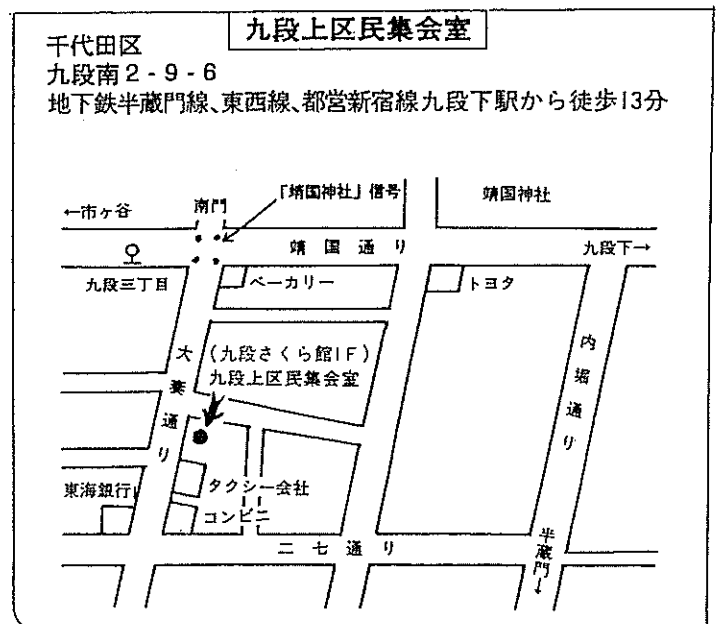 九段上区民集会室
千代田区
九段南2-9-6
地下鉄半蔵門線、東西線、都営新宿線九段下駅から徒歩13分
←市ヶ谷
南門
「靖国神社」信号
靖国神社
靖国通り
九段下→
九段三丁目
ベーカリー
トヨタ
大妻通り
(九段さくら館1F)
九段上区民集会室
内堀通り
東海銀行
タクシー会社
コンビニ
二七通り
半蔵門↓